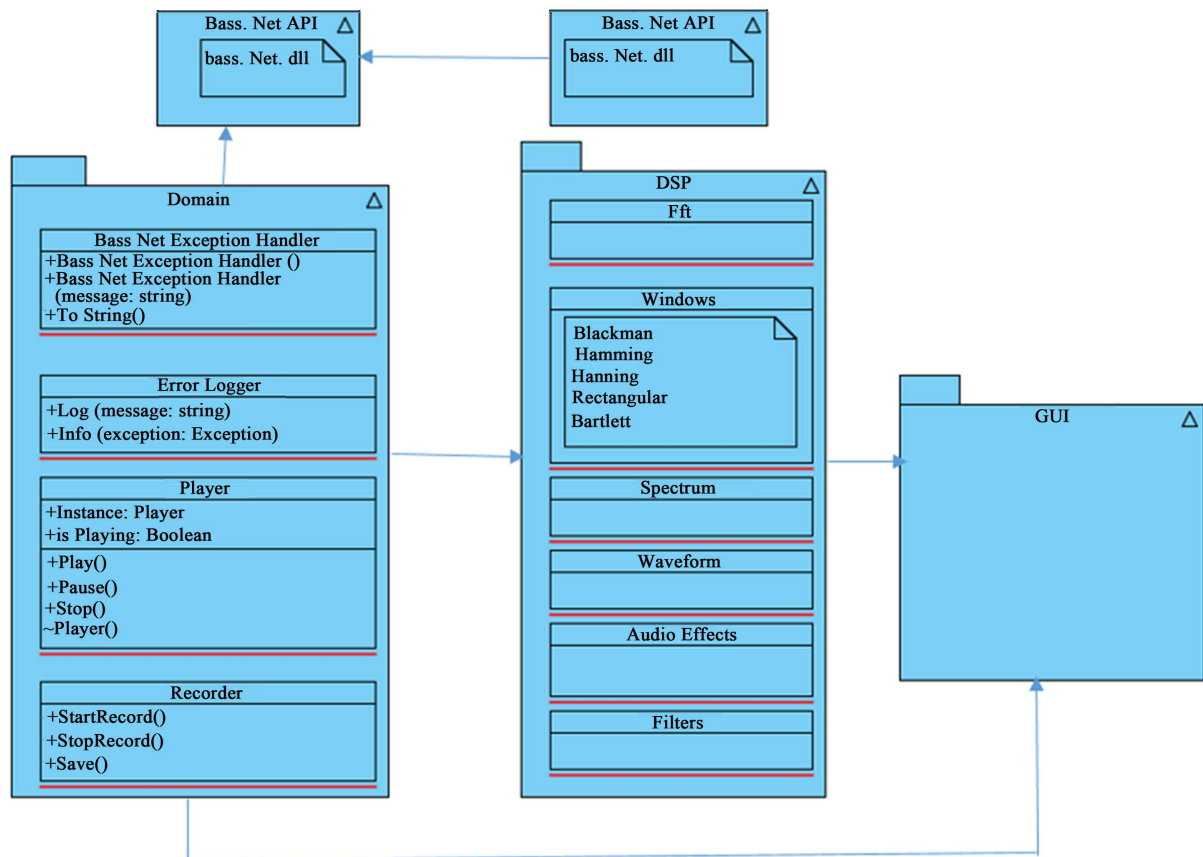 Bass. Net API
bass. Net. dll
Bass. Net API
bass. Net. dll
Domain
Bass Net Exception Handler
+Bass Net Exception Handler ()
+Bass Net Exception Handler
(message: string)
+To String()
Error Logger
+Log (message: string)
+Info (exception: Exception)
Player
+Instance: Player
+is Playing: Boolean
+Play()
+Pause()
+Stop()
~Player()
Recorder
+StartRecord()
+StopRecord()
+Save()
DSP
Fft
Windows
Blackman
Hamming
Hanning
Rectangular
Bartlett
Spectrum
Waveform
Audio Effects
Filters
GUI